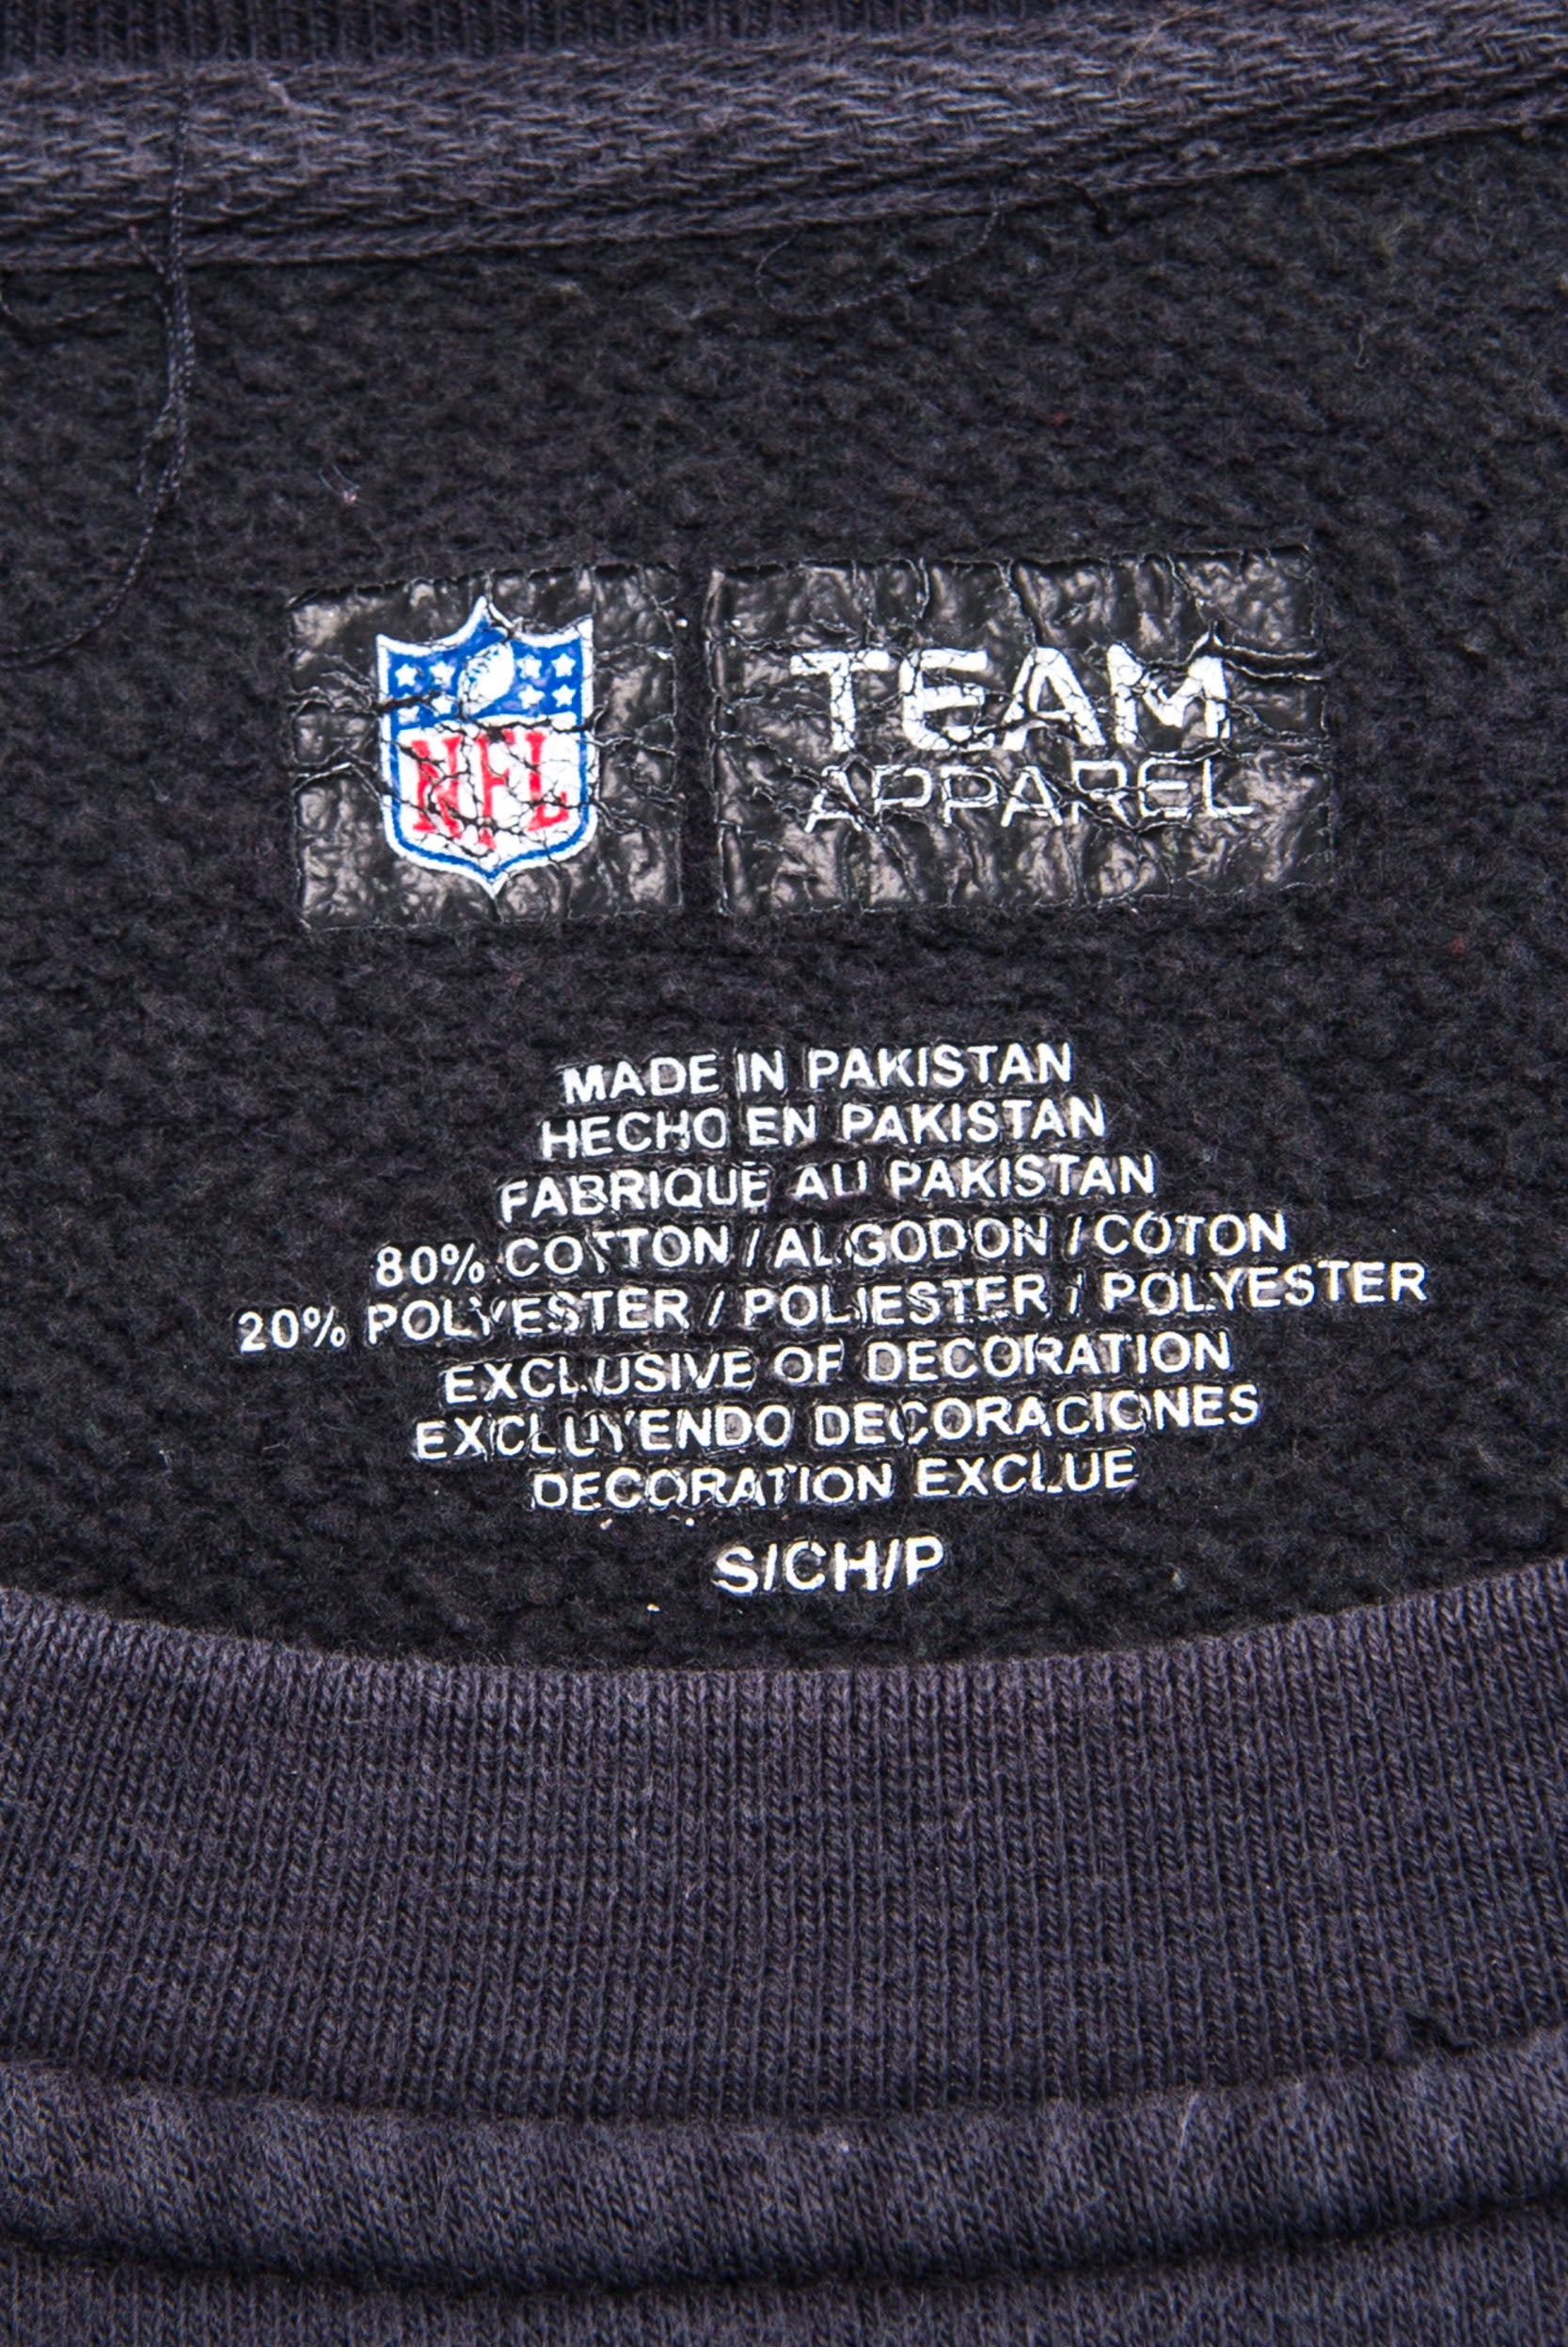 NFL
TEAM
APPAREL
MADE IN PAKISTAN
HECHO EN PAKISTAN
FABRIQUE AU PAKISTAN
80% COTTON / ALGODON / COTON
20% POLYESTER / POLIESTER / POLYESTER
EXCLUSIVE OF DECORATION
EXCLUYENDO DECORACIONES
DECORATION EXCLUE
S/CH/P